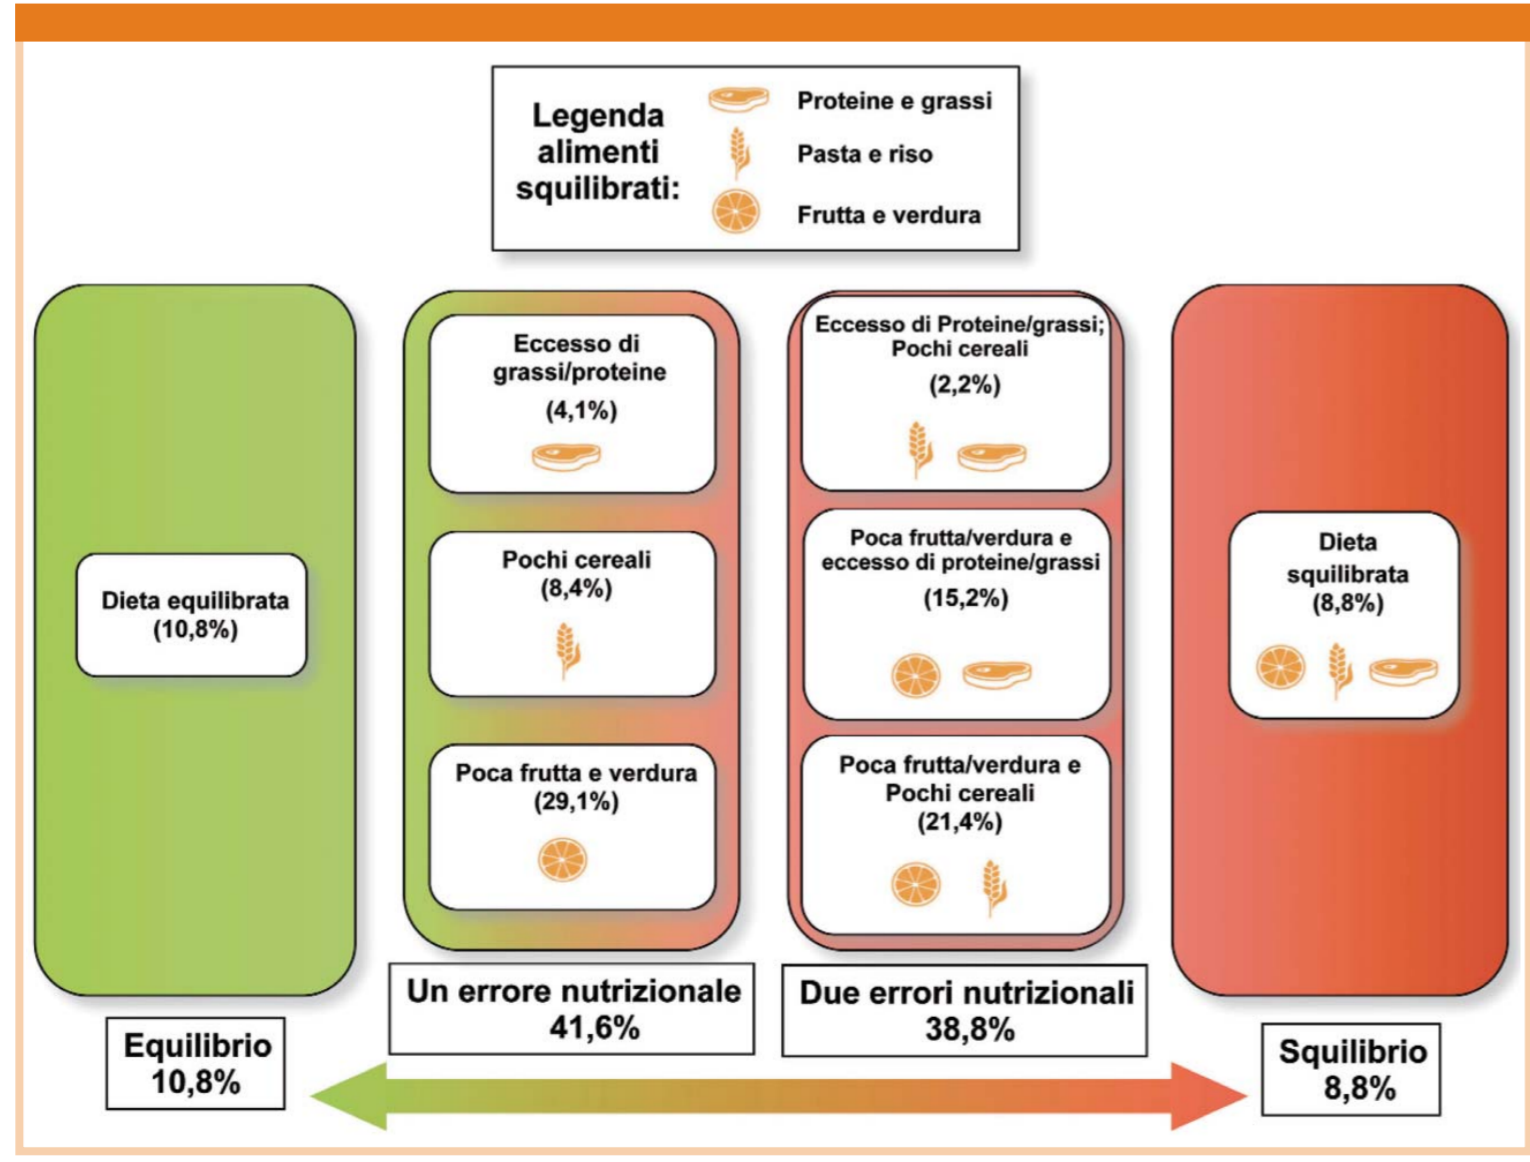 Legenda
alimenti
squilibrati:
Proteine e grassi
Pasta e riso
Frutta e verdura
Dieta equilibrata
(10,8%)
Equilibrio
10,8%
Eccesso di
grassi/proteine
(4,1%)
Pochi cereali
(8,4%)
Poca frutta e verdura
(29,1%)
Un errore nutrizionale
41,6%
Eccesso di Proteine/grassi;
Pochi cereali
(2,2%)
Poca frutta/verdura e
eccesso di proteine/grassi
(15,2%)
Poca frutta/verdura e
Pochi cereali
(21,4%)
Due errori nutrizionali
38,8%
Dieta
squilibrata
(8,8%)
Squilibrio
8,8%